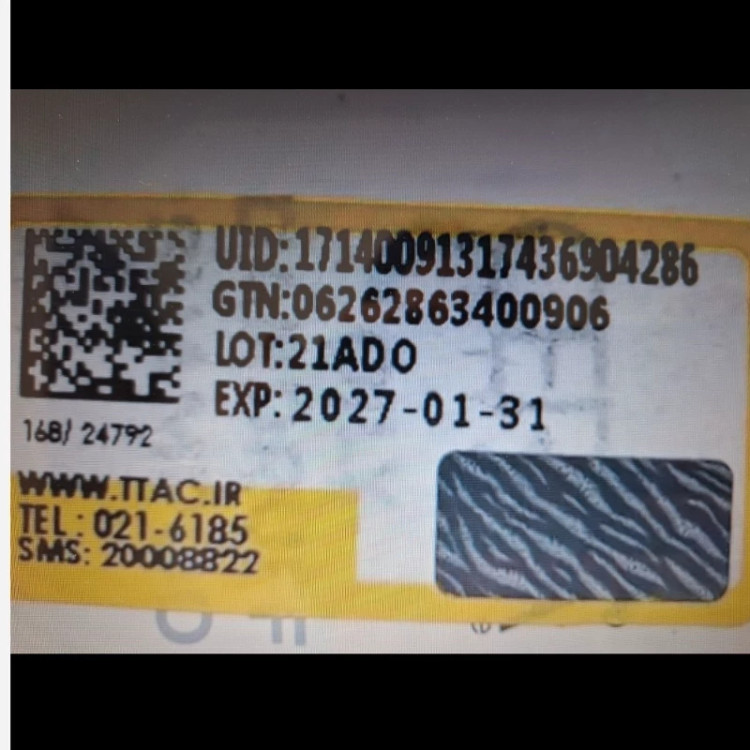 UID:17140091317436904286
GTN:06262863400906
LOT:21ADO
EXP: 2027-01-31
168/ 24792
WWW.TTAC.IR
TEL : 021-6185
SMS: 20008822